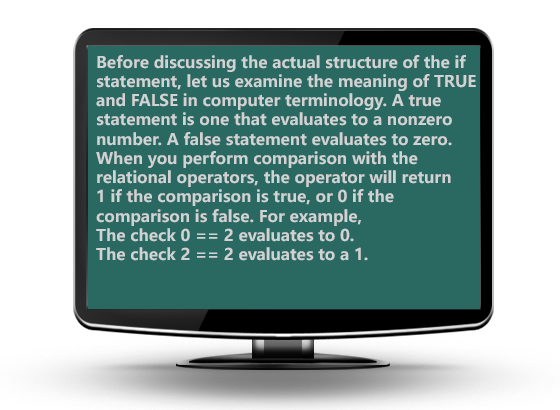 Before discussing the actual structure of the if
statement, let us examine the meaning of TRUE
and FALSE in computer terminology. A true
statement is one that evaluates to a nonzero
number. A false statement evaluates to zero.
When you perform comparison with the
relational operators, the operator will return
1 if the comparison is true, or 0 if the
comparison is false. For example,
The check 0 == 2 evaluates to 0.
The check 2 == 2 evaluates to a 1.